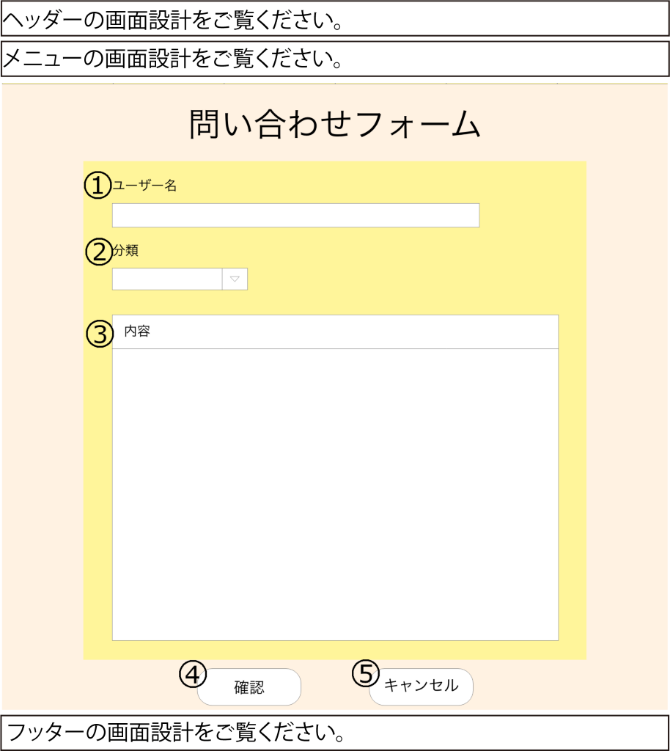 ヘッダーの画面設計をご覧ください。
メニューの画面設計をご覧ください。
問い合わせフォーム
①ユーザー名
②分類
③ 内容
④ 確認
⑤ キャンセル
フッターの画面設計をご覧ください。